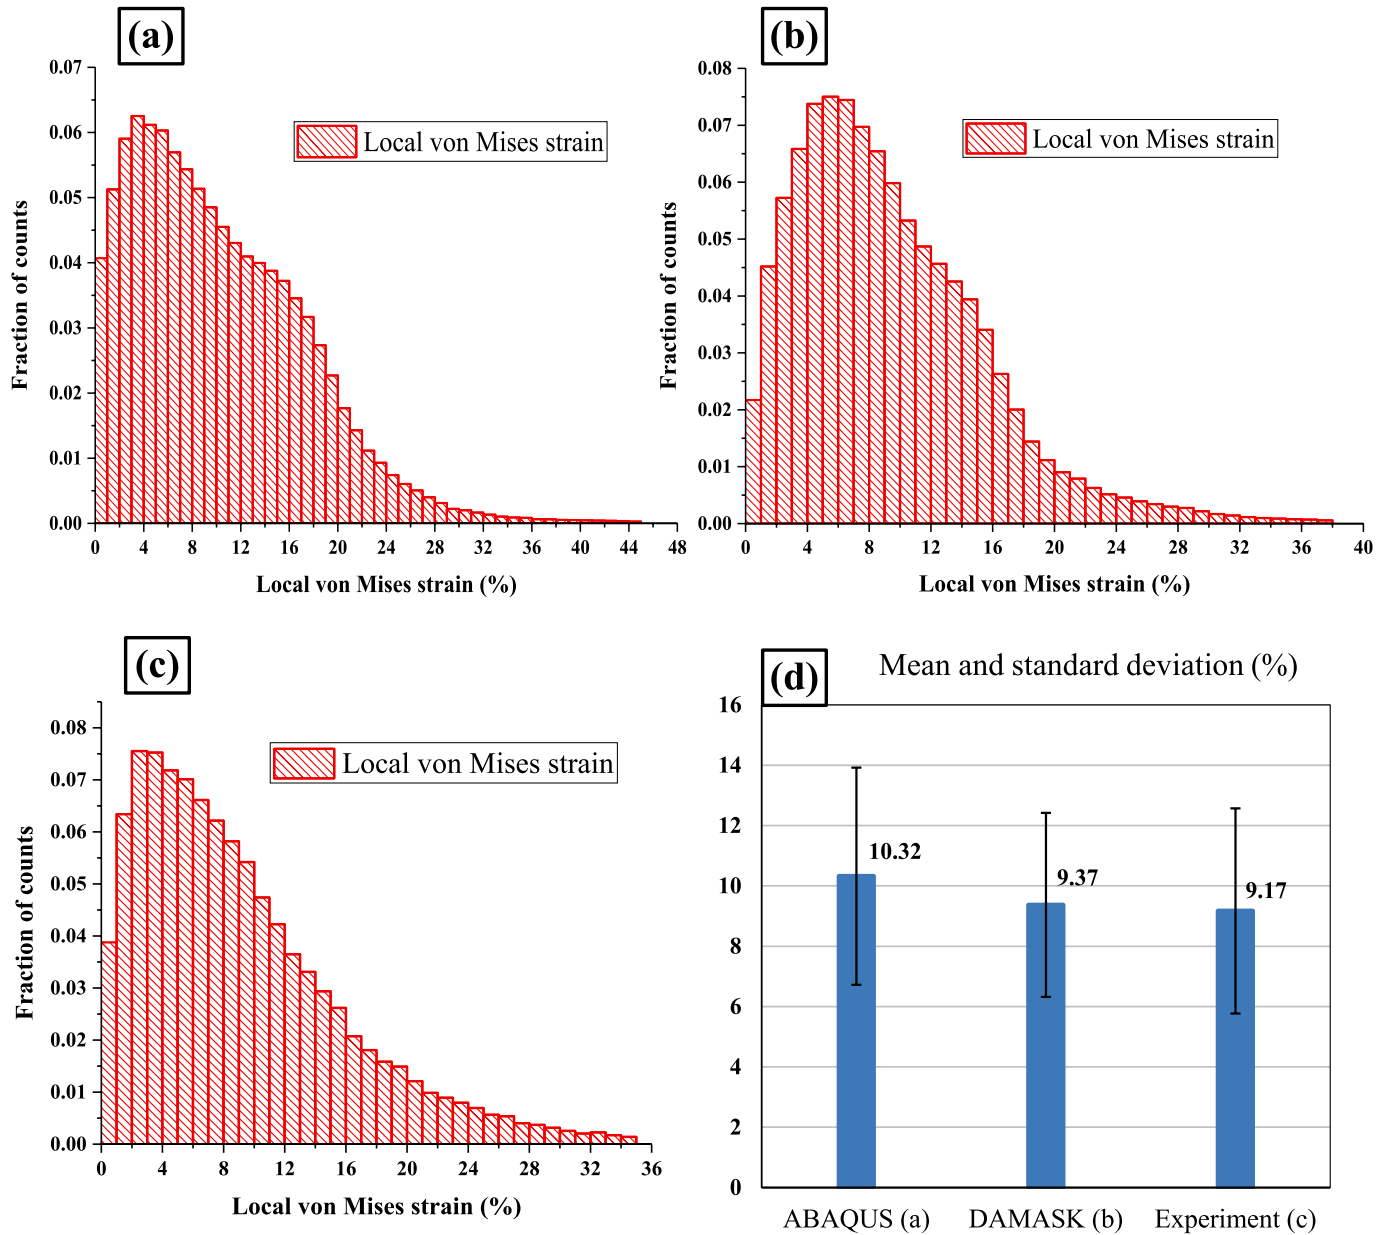 (a)
0.07
0.06
0.05
0.04
0.03
0.02
0.01
0.00
Fraction of counts
Local von Mises strain
0 4 8 12 16 20 24 28 32 36 40 44 48
Local von Mises strain (%)
(b)
0.08
0.07
0.06
0.05
0.04
0.03
0.02
0.01
0.00
Fraction of counts
Local von Mises strain
0 4 8 12 16 20 24 28 32 36 40
Local von Mises strain (%)
(c)
0.08
0.07
0.06
0.05
0.04
0.03
0.02
0.01
0.00
Fraction of counts
Local von Mises strain
0 4 8 12 16 20 24 28 32 36
Local von Mises strain (%)
(d)
Mean and standard deviation (%)
16
14
12
10
8
6
4
2
0
10.32
9.37
9.17
ABAQUS (a) DAMASK (b) Experiment (c)